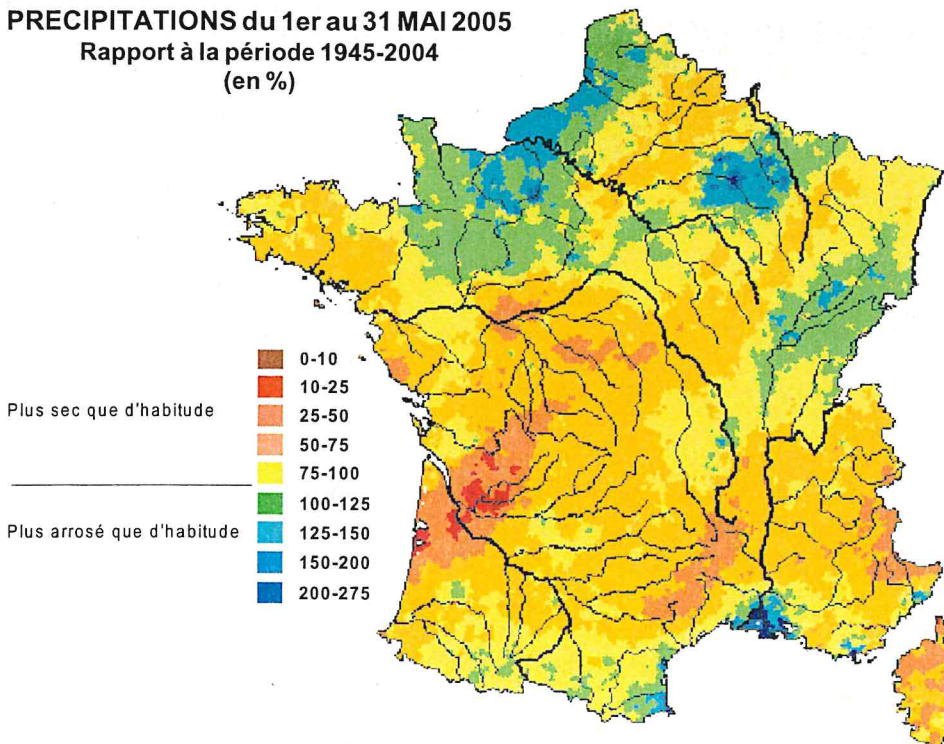 PRECIPITATIONS du 1er au 31 MAI 2005
Rapport à la période 1945-2004
(en %)
0-10
10-25
Plus sec que d'habitude
25-50
50-75
75-100
100-125
Plus arrosé que d'habitude
125-150
150-200
200-275